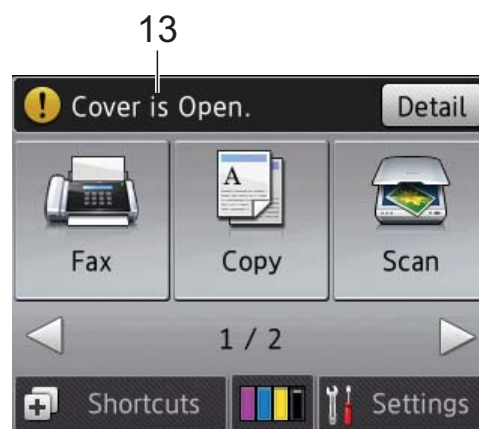 13
Cover is Open.
Detail
A
Fax
Copy
Scan
1 / 2
Shortcuts
Settings